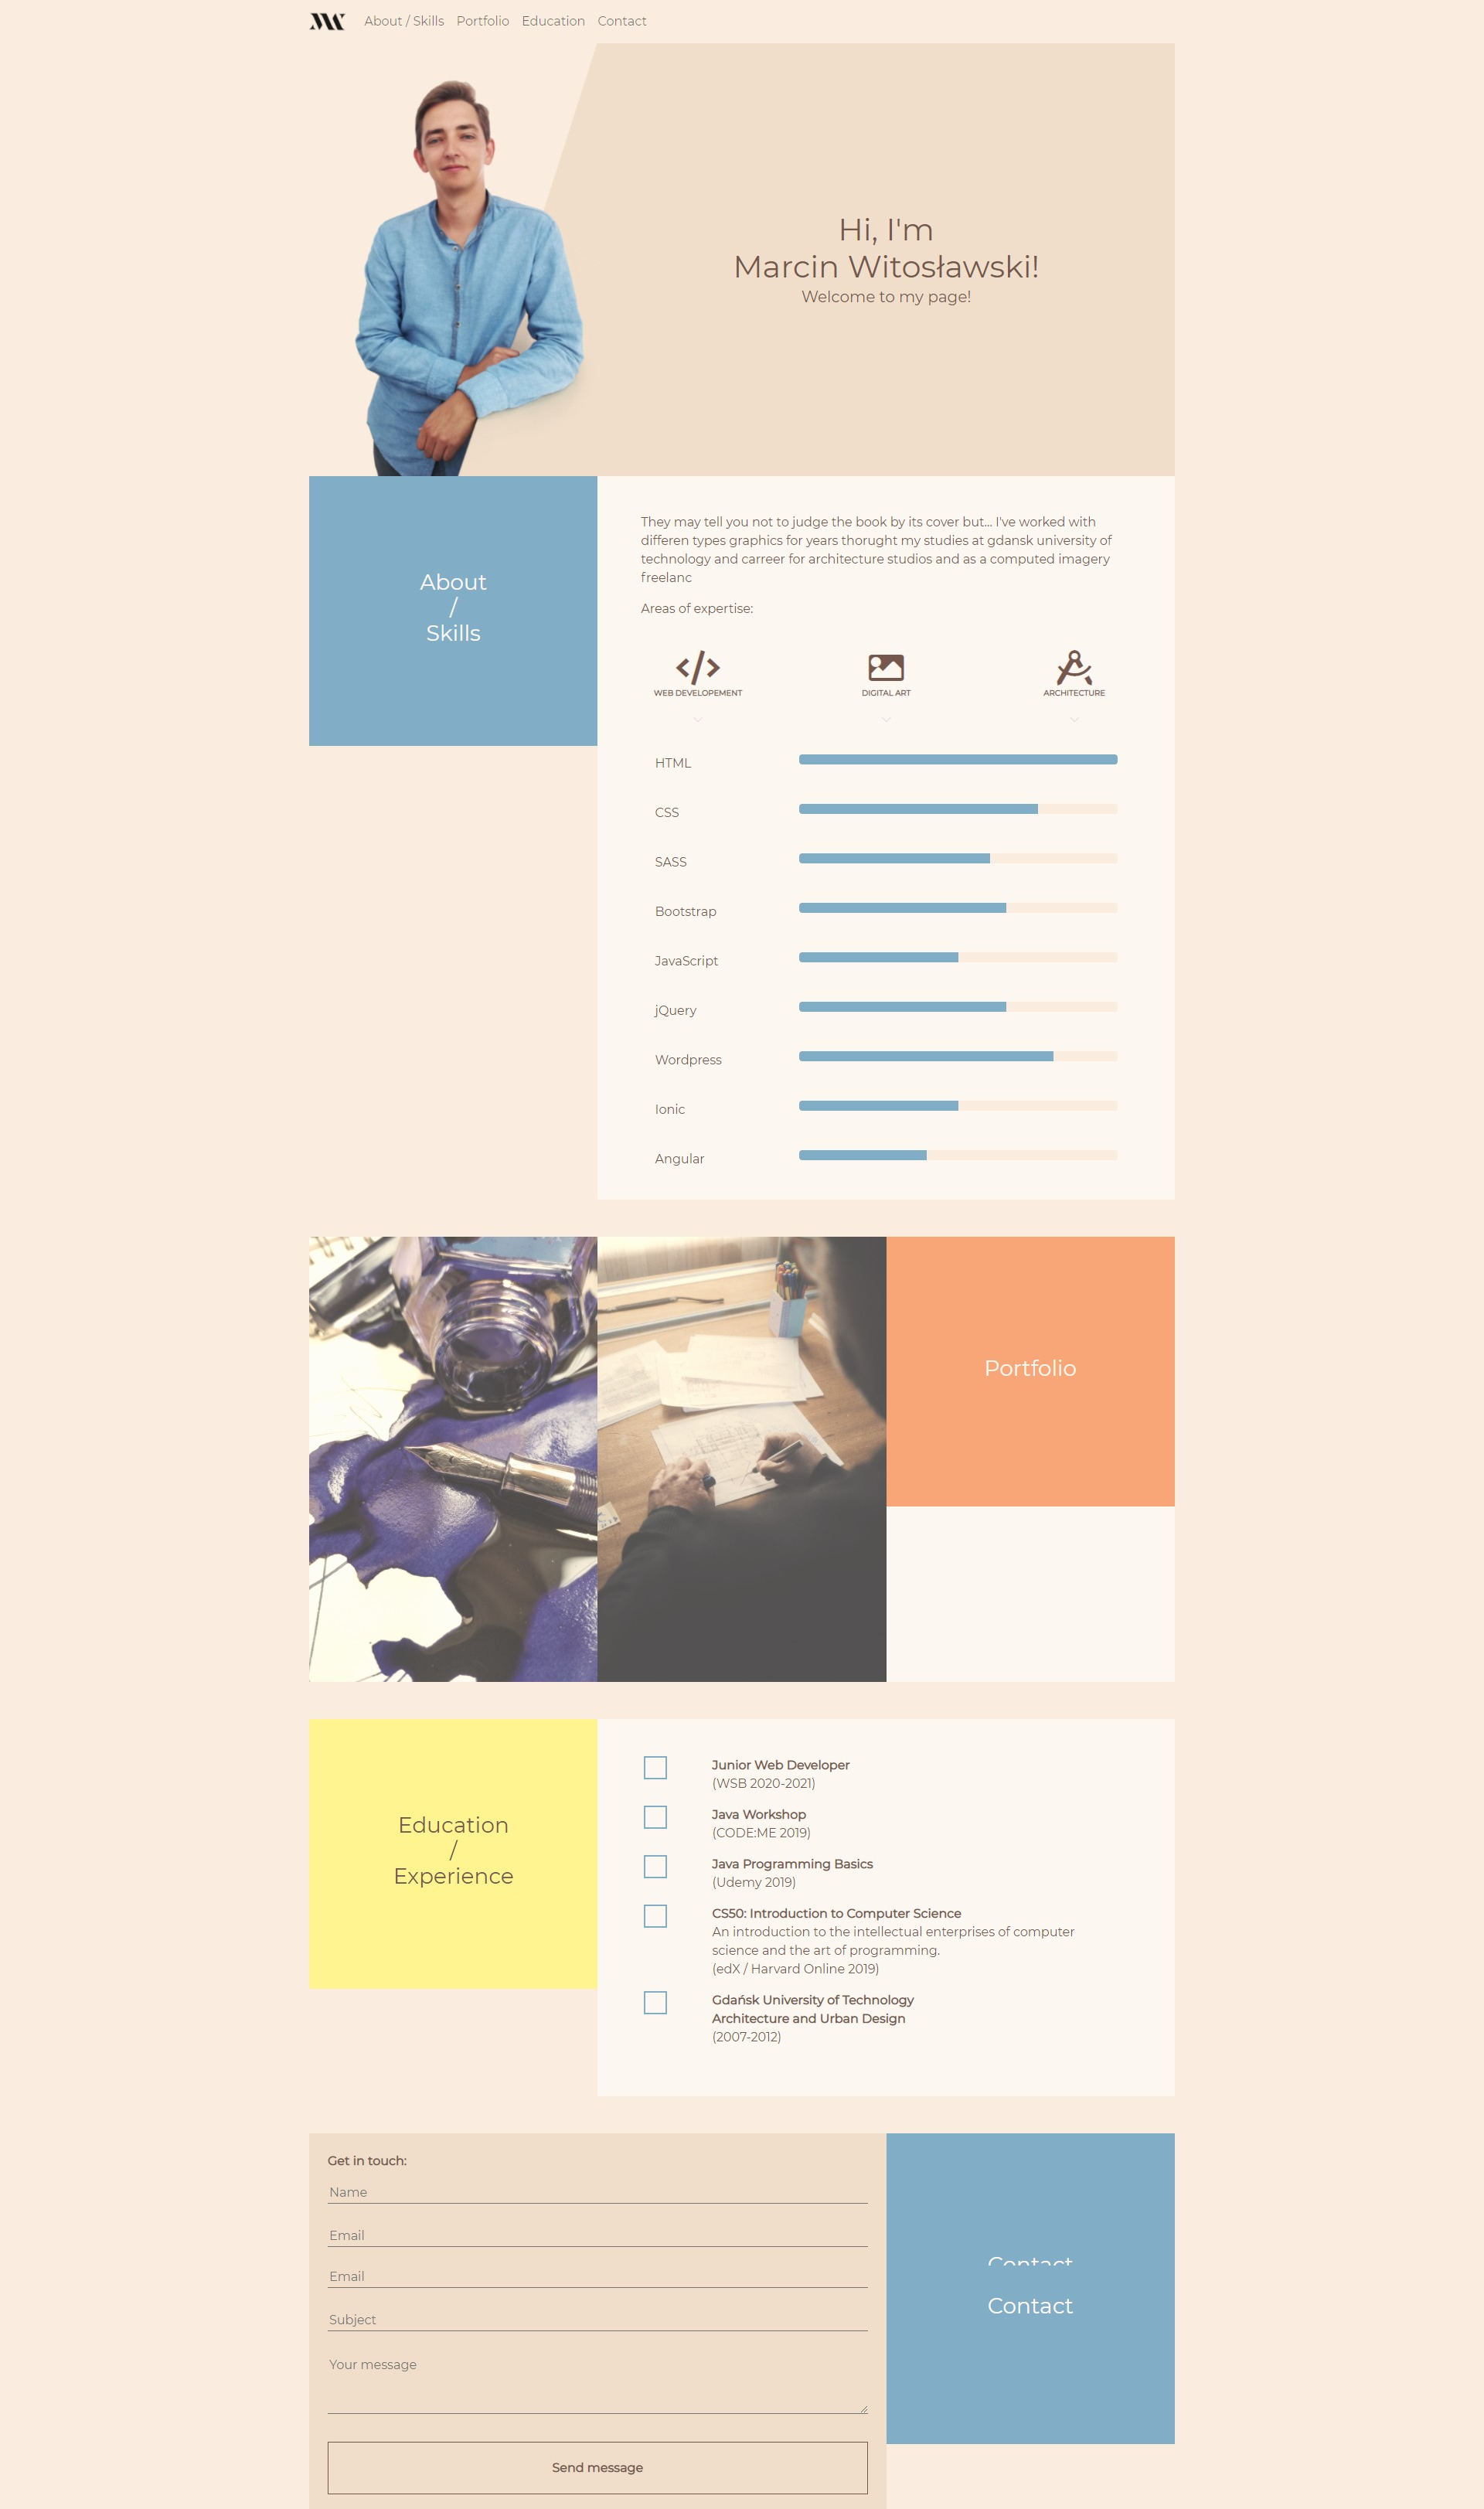 About / Skills Portfolio Education Contact
Hi, I'm
Marcin Witosławski!
Welcome to my page!
About
/
Skills
They may tell you not to judge the book by its cover but... I've worked with
differen types graphics for years thorught my studies at gdansk university of
technology and carreer for architecture studios and as a computed imagery
freelanc
Areas of expertise:
WEB DEVELOPEMENT
DIGITAL ART
ARCHITECTURE
HTML
CSS
SASS
Bootstrap
JavaScript
jQuery
Wordpress
Ionic
Angular
Portfolio
Education
/
Experience
Junior Web Developer
(WSB 2020-2021)
Java Workshop
(CODE:ME 2019)
Java Programming Basics
(Udemy 2019)
CS50: Introduction to Computer Science
An introduction to the intellectual enterprises of computer
science and the art of programming.
(edX / Harvard Online 2019)
Gdańsk University of Technology
Architecture and Urban Design
(2007-2012)
Get in touch:
Name
Email
Email
Subject
Your message
Send message
Contact
Contact